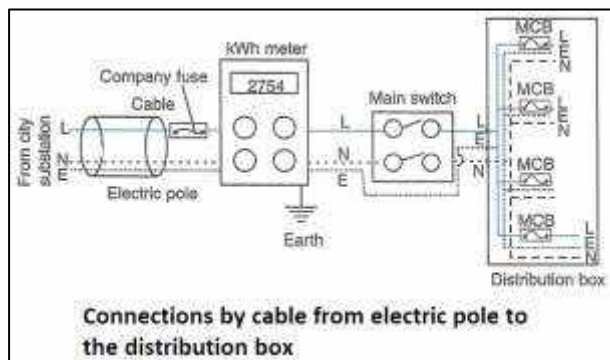 kWh meter
Company fuse
Cable
2754
Main switch
MCB
L
E
N
MCB
E
N
MCB
MCB
L
E
N
L
N
E
From city
substation
Electric pole
L
N
E
Earth
L
E
N
Distribution box
Connections by cable from electric pole to
the distribution box